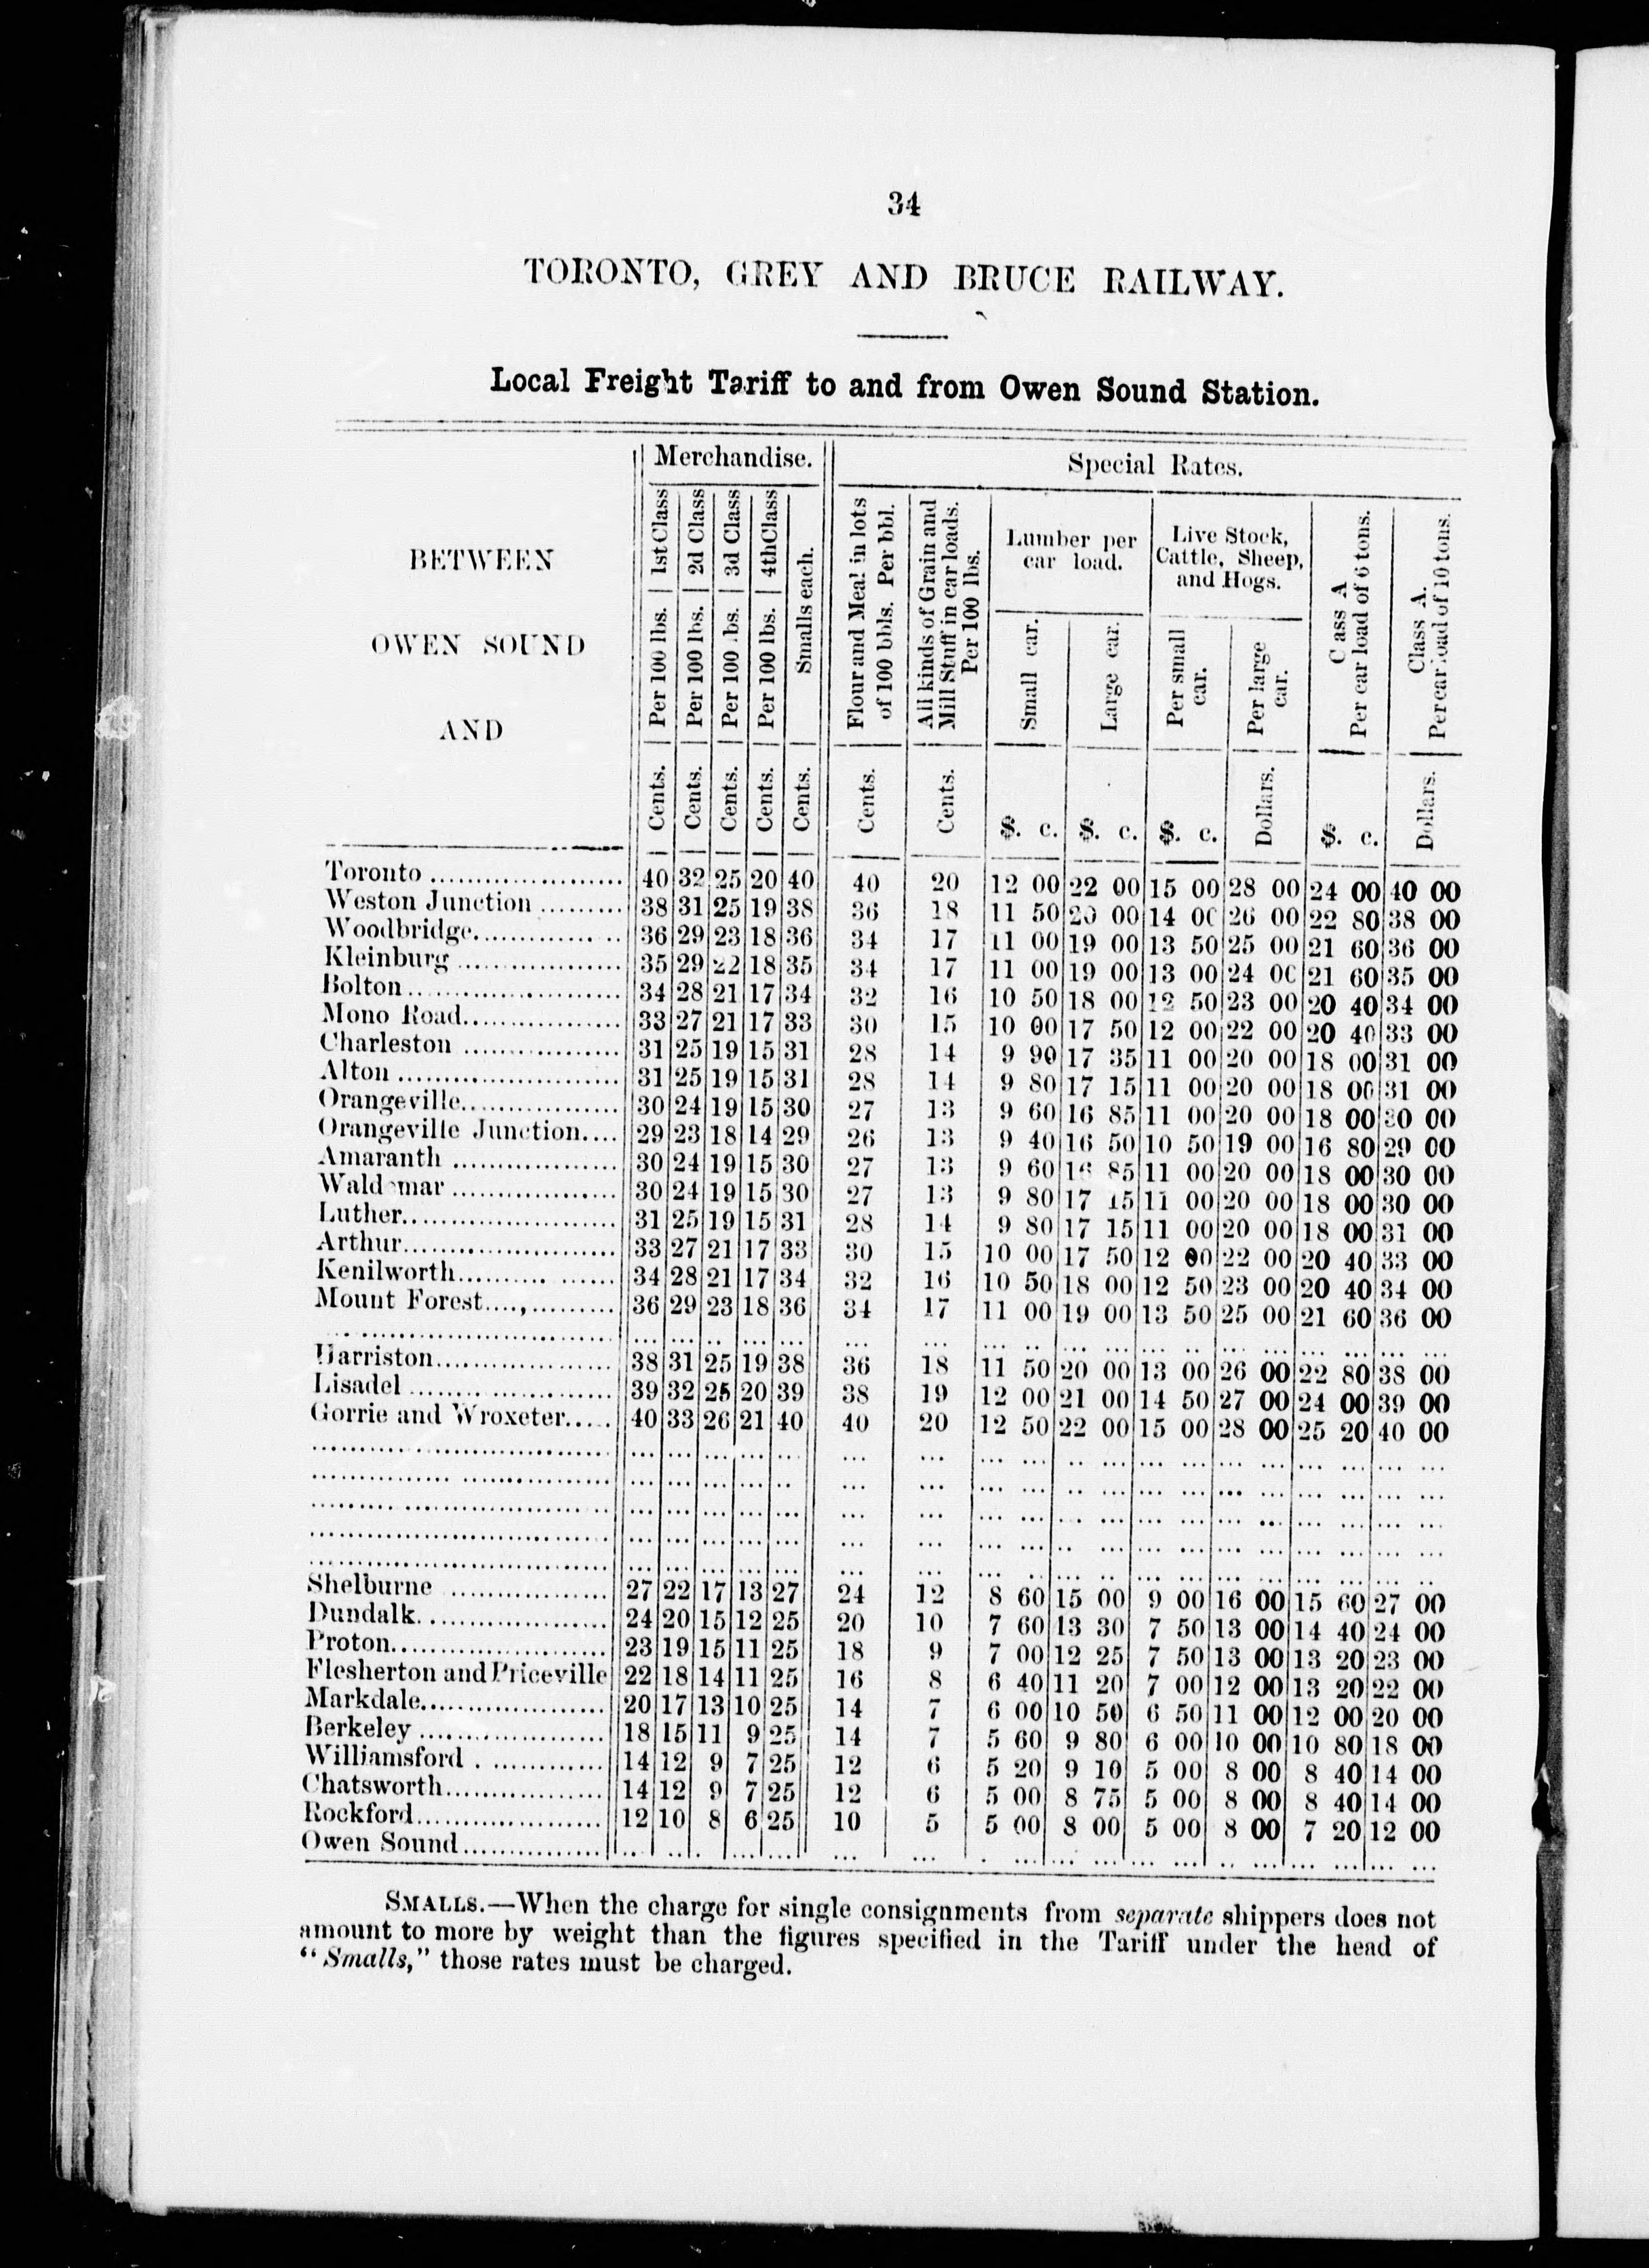 34
TORONTO, GREY AND BRUCE RAILWAY.
Local Freight Tariff to and from Owen Sound Station.
BETWEEN
OWEN SOUND
AND
Merchandise.
Special Rates.
Per 100 lbs. 1st Class
Per 100 lbs. 2d Class
Per 100 lbs. 3d Class
Per 100 lbs. 4th Class
Smalls each.
Flour and Meal in lots of 100 bbls. Per bbl.
All kinds of Grain and Mill Stuff in car loads. Per 100 lbs.
Lumber per car load.
Small car.
Large car.
Live Stock, Cattle, Sheep, and Hogs.
Per small car.
Per large car.
C ass A Per car load of 6 tons.
Class A. Per car load of 10 tons.
Cents. Cents. Cents. Cents. Cents. Cents. Cents. $. c. $. c. $. c. Dollars. $. c. Dollars.
Toronto 40 32 25 20 40 40 20 12 00 22 00 15 00 28 00 24 00 40 00
Weston Junction 38 31 25 19 38 36 18 11 50 20 00 14 00 26 00 22 80 38 00
Woodbridge 36 29 23 18 36 34 17 11 00 19 00 13 50 25 00 21 60 36 00
Kleinburg 35 29 22 18 35 34 17 11 00 19 00 13 00 24 00 21 60 35 00
Bolton 34 28 21 17 34 32 16 10 50 18 00 12 50 23 00 20 40 34 00
Mono Road 33 27 21 17 33 30 15 10 00 17 50 12 00 22 00 20 40 33 00
Charleston 31 25 19 15 31 28 14 9 90 17 35 11 00 20 00 18 00 31 00
Alton 31 25 19 15 31 28 14 9 80 17 15 11 00 20 00 18 00 31 00
Orangeville 30 24 19 15 30 27 13 9 60 16 85 11 00 20 00 18 00 30 00
Orangeville Junction 29 23 18 14 29 26 13 9 40 16 50 10 50 19 00 16 80 29 00
Amaranth 30 24 19 15 30 27 13 9 60 16 85 11 00 20 00 18 00 30 00
Waldemar 30 24 19 15 30 27 13 9 80 17 15 11 00 20 00 18 00 30 00
Luther 31 25 19 15 31 28 14 9 80 17 15 11 00 20 00 18 00 31 00
Arthur 33 27 21 17 33 30 15 10 00 17 50 12 00 22 00 20 40 33 00
Kenilworth 34 28 21 17 34 32 16 10 50 18 00 12 50 23 00 20 40 34 00
Mount Forest 36 29 23 18 36 34 17 11 00 19 00 13 50 25 00 21 60 36 00
Harriston 38 31 25 19 38 36 18 11 50 20 00 13 00 26 00 22 80 38 00
Lisadel 39 32 25 20 39 38 19 12 00 21 00 14 50 27 00 24 00 39 00
Gorrie and Wroxeter 40 33 26 21 40 40 20 12 50 22 00 15 00 28 00 25 20 40 00
Shelburne 27 22 17 13 27 24 12 8 60 15 00 9 00 16 00 15 60 27 00
Dundalk 24 20 15 12 25 20 10 7 60 13 30 7 50 13 00 14 40 24 00
Proton 23 19 15 11 25 18 9 7 00 12 25 7 50 13 00 13 20 23 00
Flesherton and Priceville 22 18 14 11 25 16 8 6 40 11 20 7 00 12 00 13 20 22 00
Markdale 20 17 13 10 25 14 7 6 00 10 50 6 50 11 00 12 00 20 00
Berkeley 18 15 11 9 25 14 7 5 60 9 80 6 00 10 00 10 80 18 00
Williamsford 14 12 9 7 25 12 6 5 20 9 10 5 00 8 00 8 40 14 00
Chatsworth 14 12 9 7 25 12 6 5 00 8 75 5 00 8 00 8 40 14 00
Rockford 12 10 8 6 25 10 5 5 00 8 00 5 00 8 00 7 20 12 00
Owen Sound
SMALLS.—When the charge for single consignments from separate shippers does not
amount to more by weight than the figures specified in the Tariff under the head of
"Smalls," those rates must be charged.